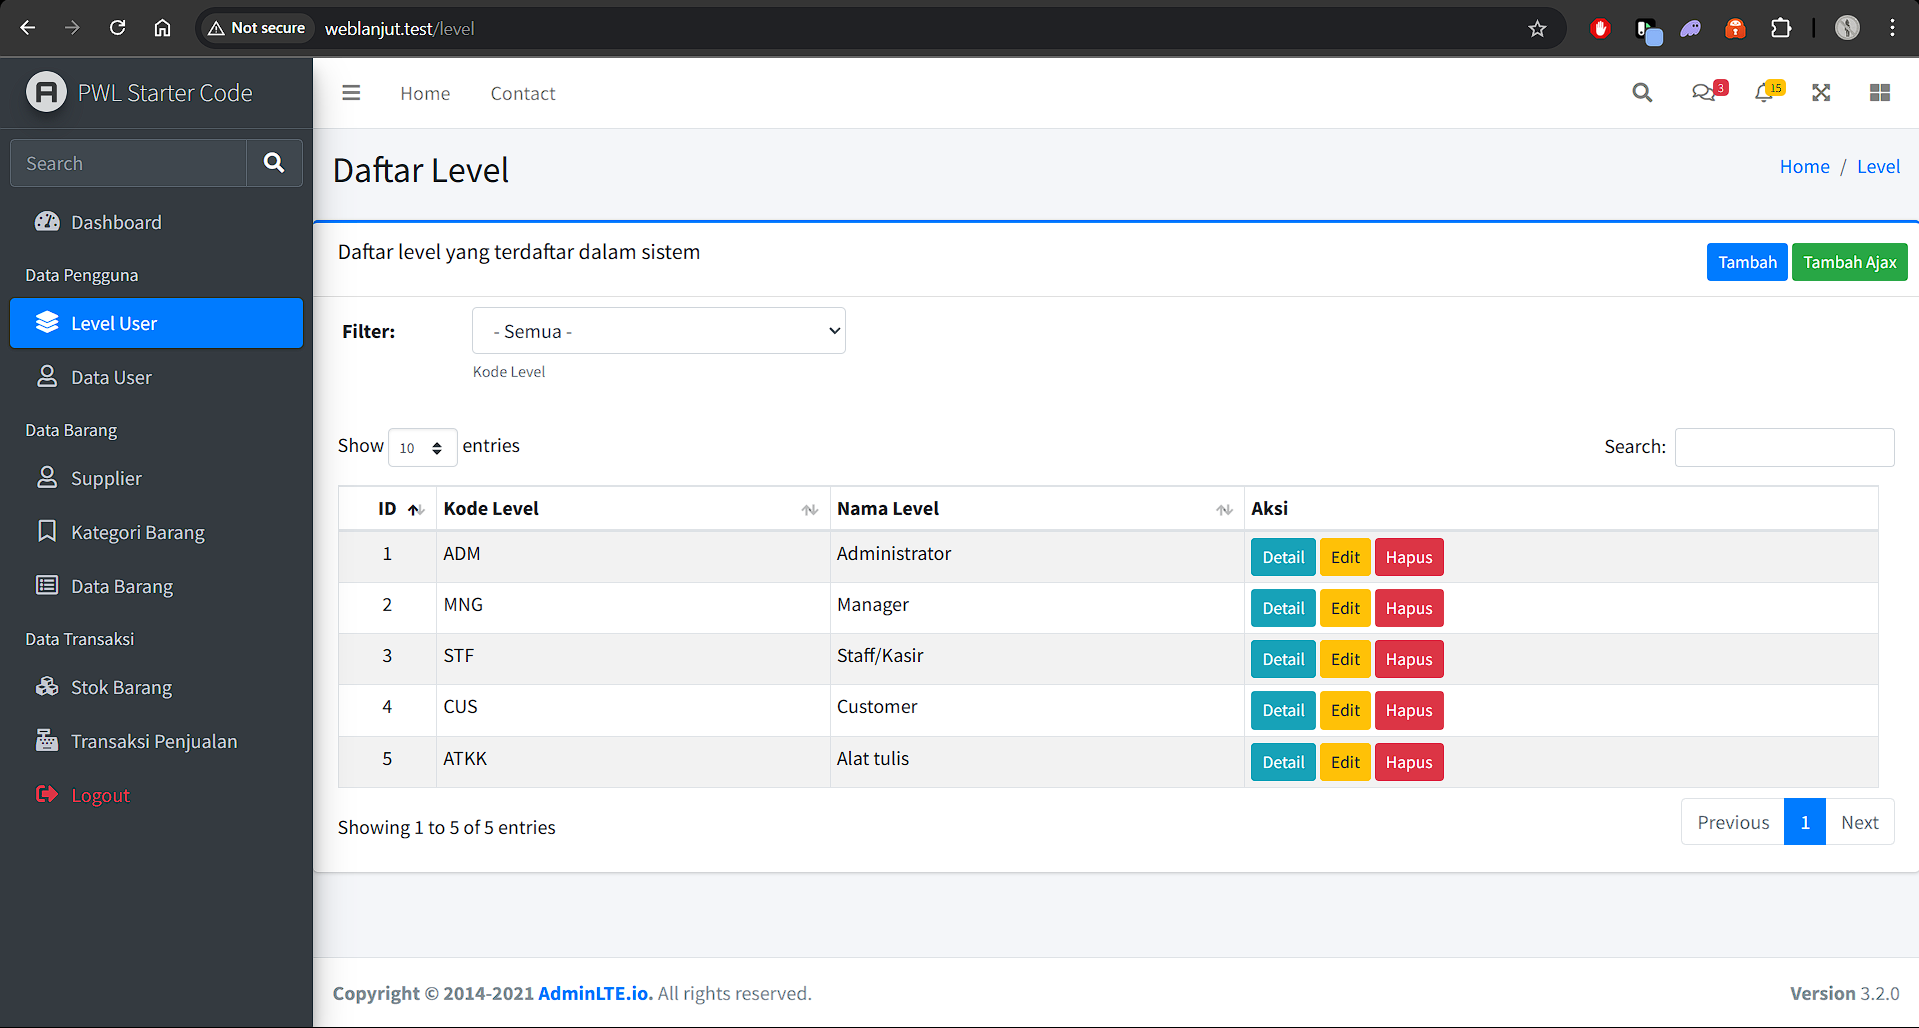 Not secure weblanjut.test/level
PWL Starter Code
Home Contact
3
15
Search
Dashboard
Data Pengguna
Level User
Data User
Data Barang
Supplier
Kategori Barang
Data Barang
Data Transaksi
Stok Barang
Transaksi Penjualan
Logout
Daftar Level
Home / Level
Daftar level yang terdaftar dalam sistem
Tambah Tambah Ajax
Filter: - Semua -
Kode Level
Show 10 entries Search:
ID Kode Level Nama Level Aksi
1 ADM Administrator Detail Edit Hapus
2 MNG Manager Detail Edit Hapus
3 STF Staff/Kasir Detail Edit Hapus
4 CUS Customer Detail Edit Hapus
5 ATKK Alat tulis Detail Edit Hapus
Showing 1 to 5 of 5 entries Previous 1 Next
Copyright © 2014-2021 AdminLTE.io. All rights reserved. Version 3.2.0